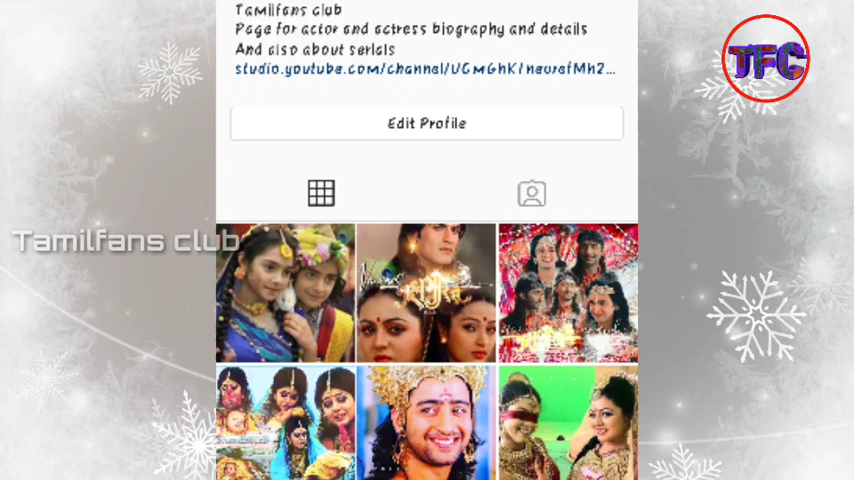 Tamilfans club
Page for actor and actress biography and details
And also about serials
TFC
Edit Profile
Tamilfans club